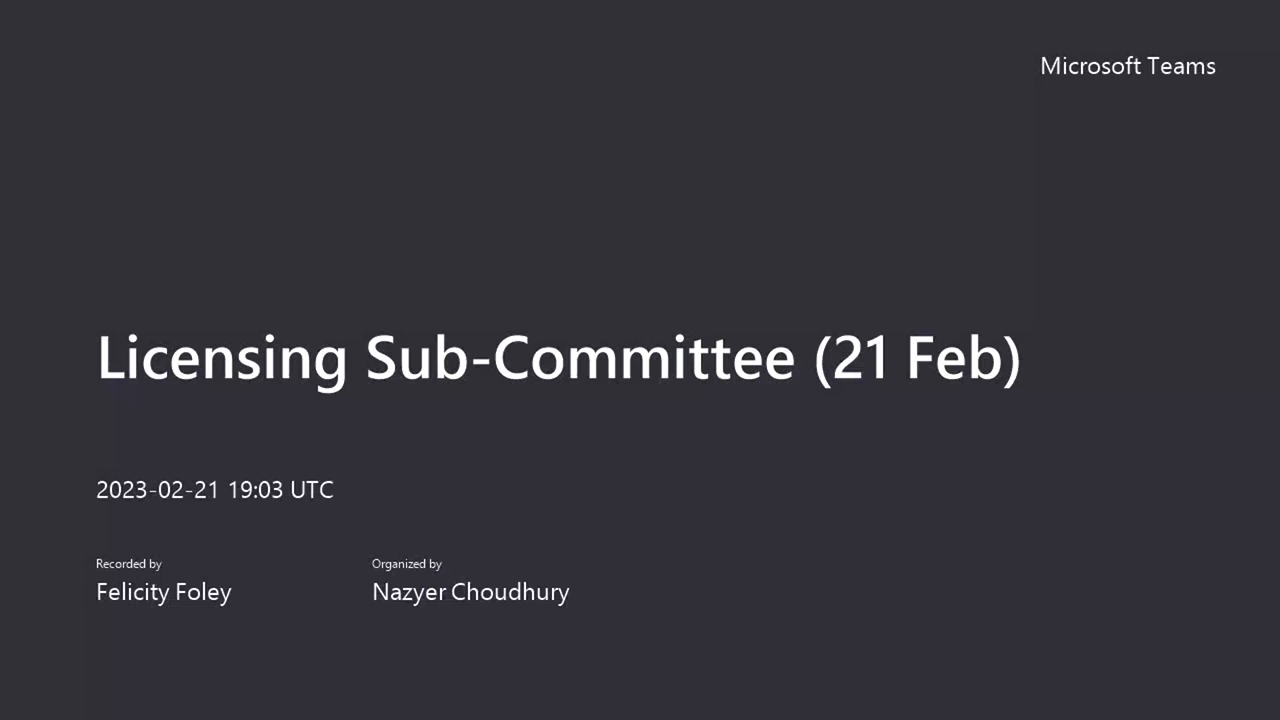 Microsoft Teams
Licensing Sub-Committee (21 Feb)
2023-02-21 19:03 UTC
Recorded by
Felicity Foley
Organized by
Nazyer Choudhury